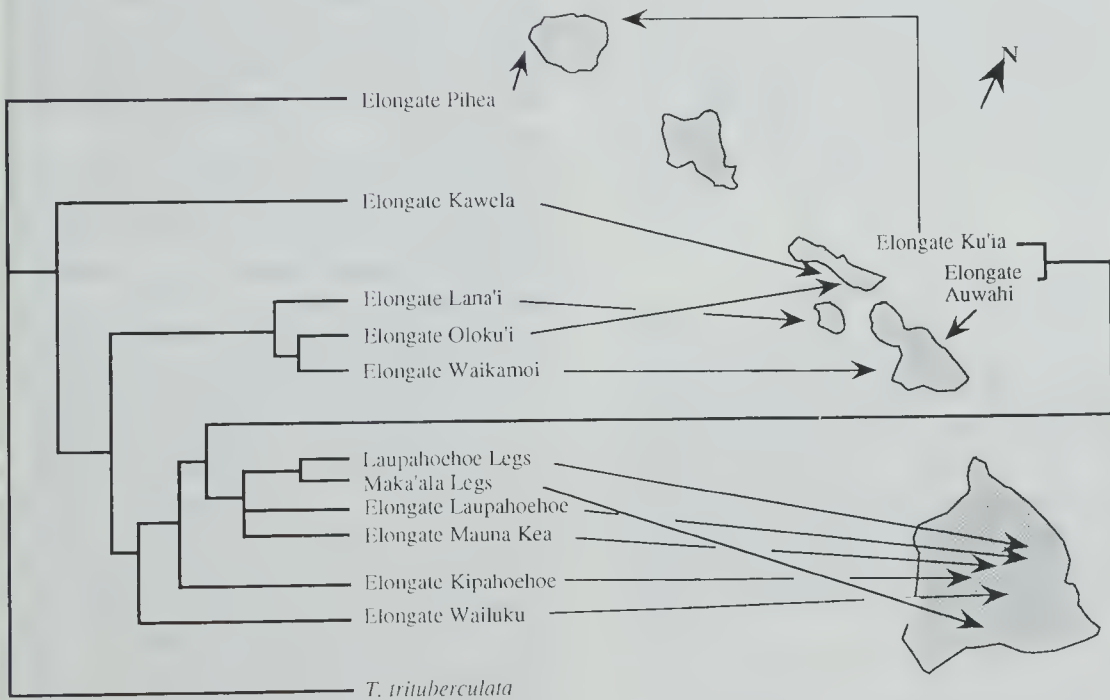 N
Elongate Pihea
Elongate Kawela
Elongate Ku'ia
Elongate
Auwahi
Elongate Lana'i
Elongate Oloku'i
Elongate Waikamoi
Laupahoehoe Legs
Maka'ala Legs
Elongate Laupahoehoe
Elongate Mauna Kea
Elongate Kipahoehoe
Elongate Wailuku
T. trituberculata